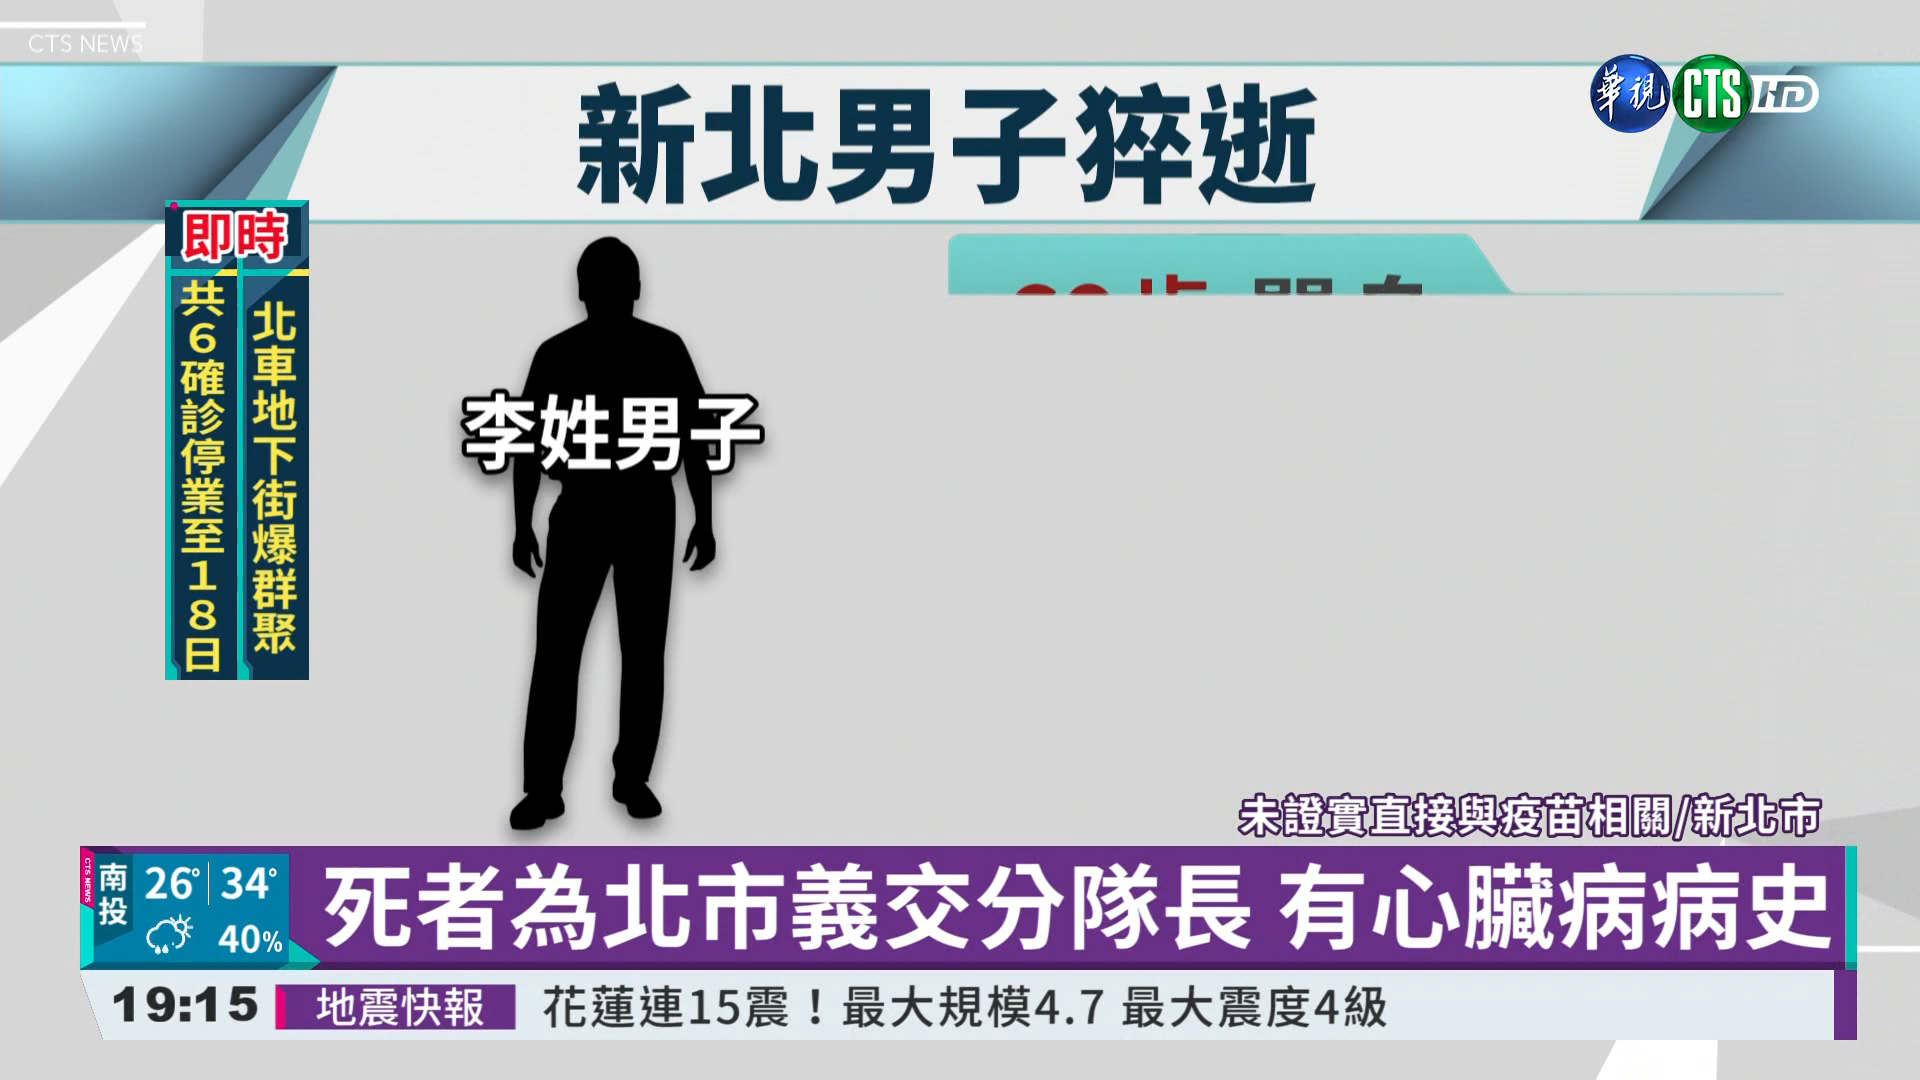 CTS NEWS
新北男子猝逝
華視 CTS HD
即時
北車地下街爆群聚
共6確診停業至18日
李姓男子
未證實直接與疫苗相關/新北市
CTS NEWS
南投
26° 34°
40%
死者為北市義交分隊長 有心臟病病史
19:15
地震快報
花蓮連15震！最大規模4.7 最大震度4級